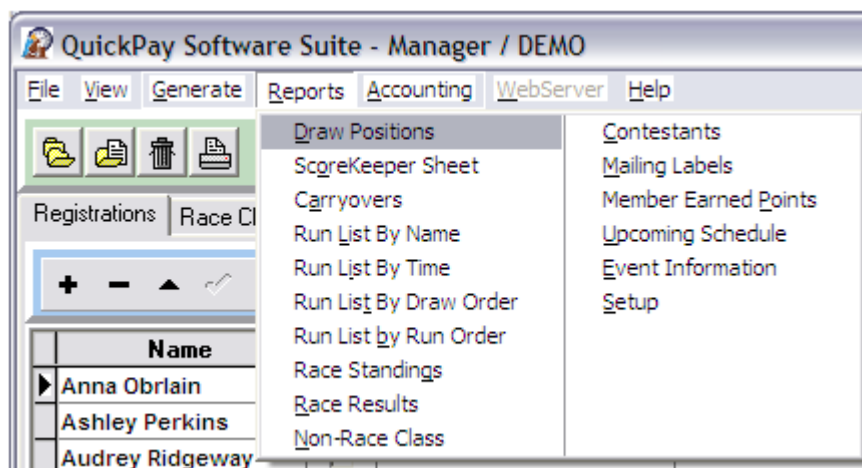 QuickPay Software Suite - Manager / DEMO
File View Generate Reports Accounting WebServer Help
Draw Positions
ScoreKeeper Sheet
Carryovers
Run List By Name
Run List By Time
Run List By Draw Order
Run List by Run Order
Race Standings
Race Results
Non-Race Class
Contestants
Mailing Labels
Member Earned Points
Upcoming Schedule
Event Information
Setup
Registrations Race
Name
Anna Obrlain
Ashley Perkins
Audrey Ridgeway